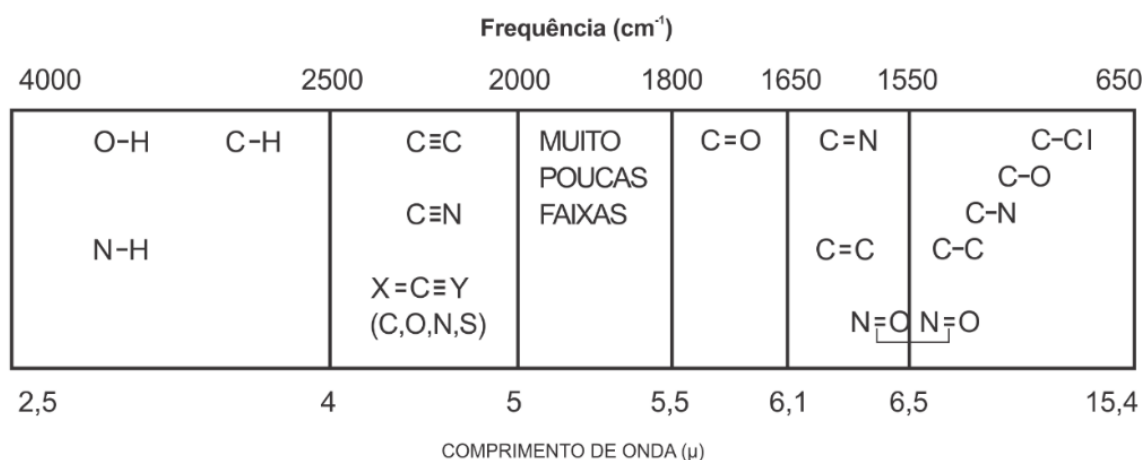 Frequência (cm⁻¹)
4000 2500 2000 1800 1650 1550 650
O-H C-H C≡C MUITO C=O C=N C-Cl
POUCAS C-O
C≡N FAIXAS C-N
N-H C=C C-C
X=C≡Y
(C,O,N,S) N=O N=O
2,5 4 5 5,5 6,1 6,5 15,4
COMPRIMENTO DE ONDA (μ)